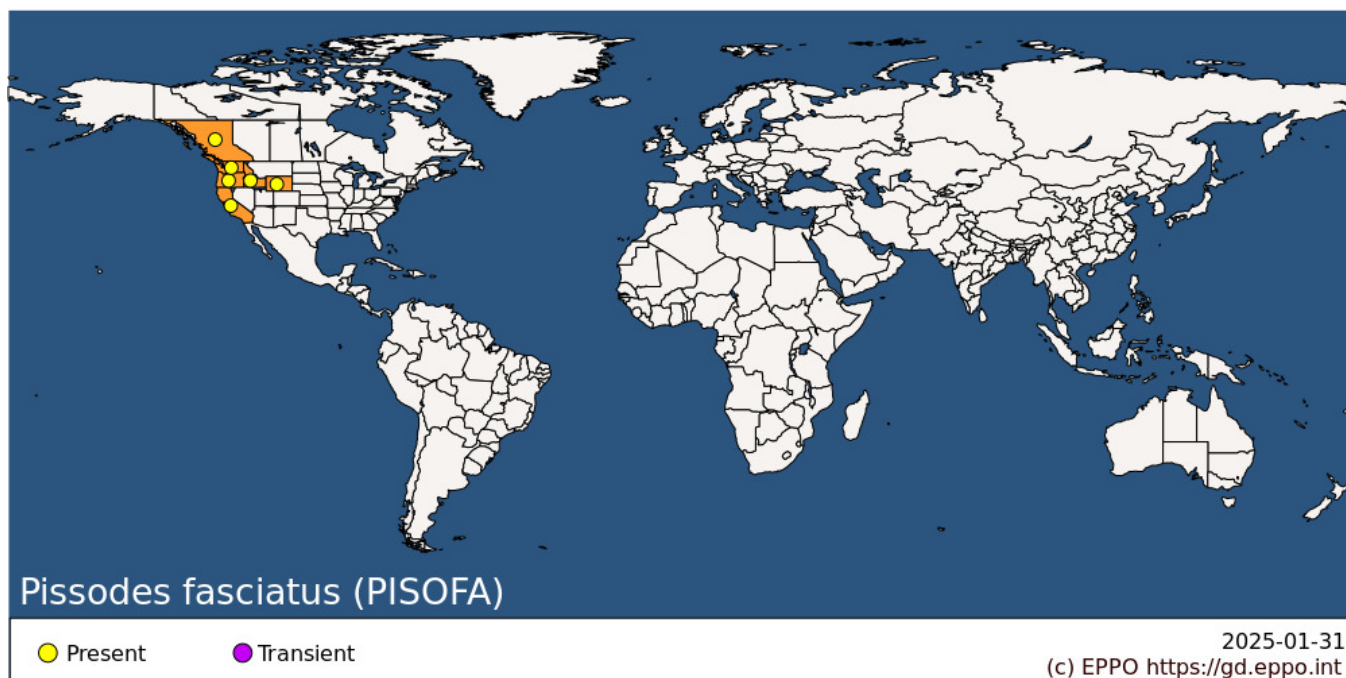 Pissodes fasciatus (PISOFA)
Present
Transient
2025-01-31
(c) EPPO https://gd.eppo.int